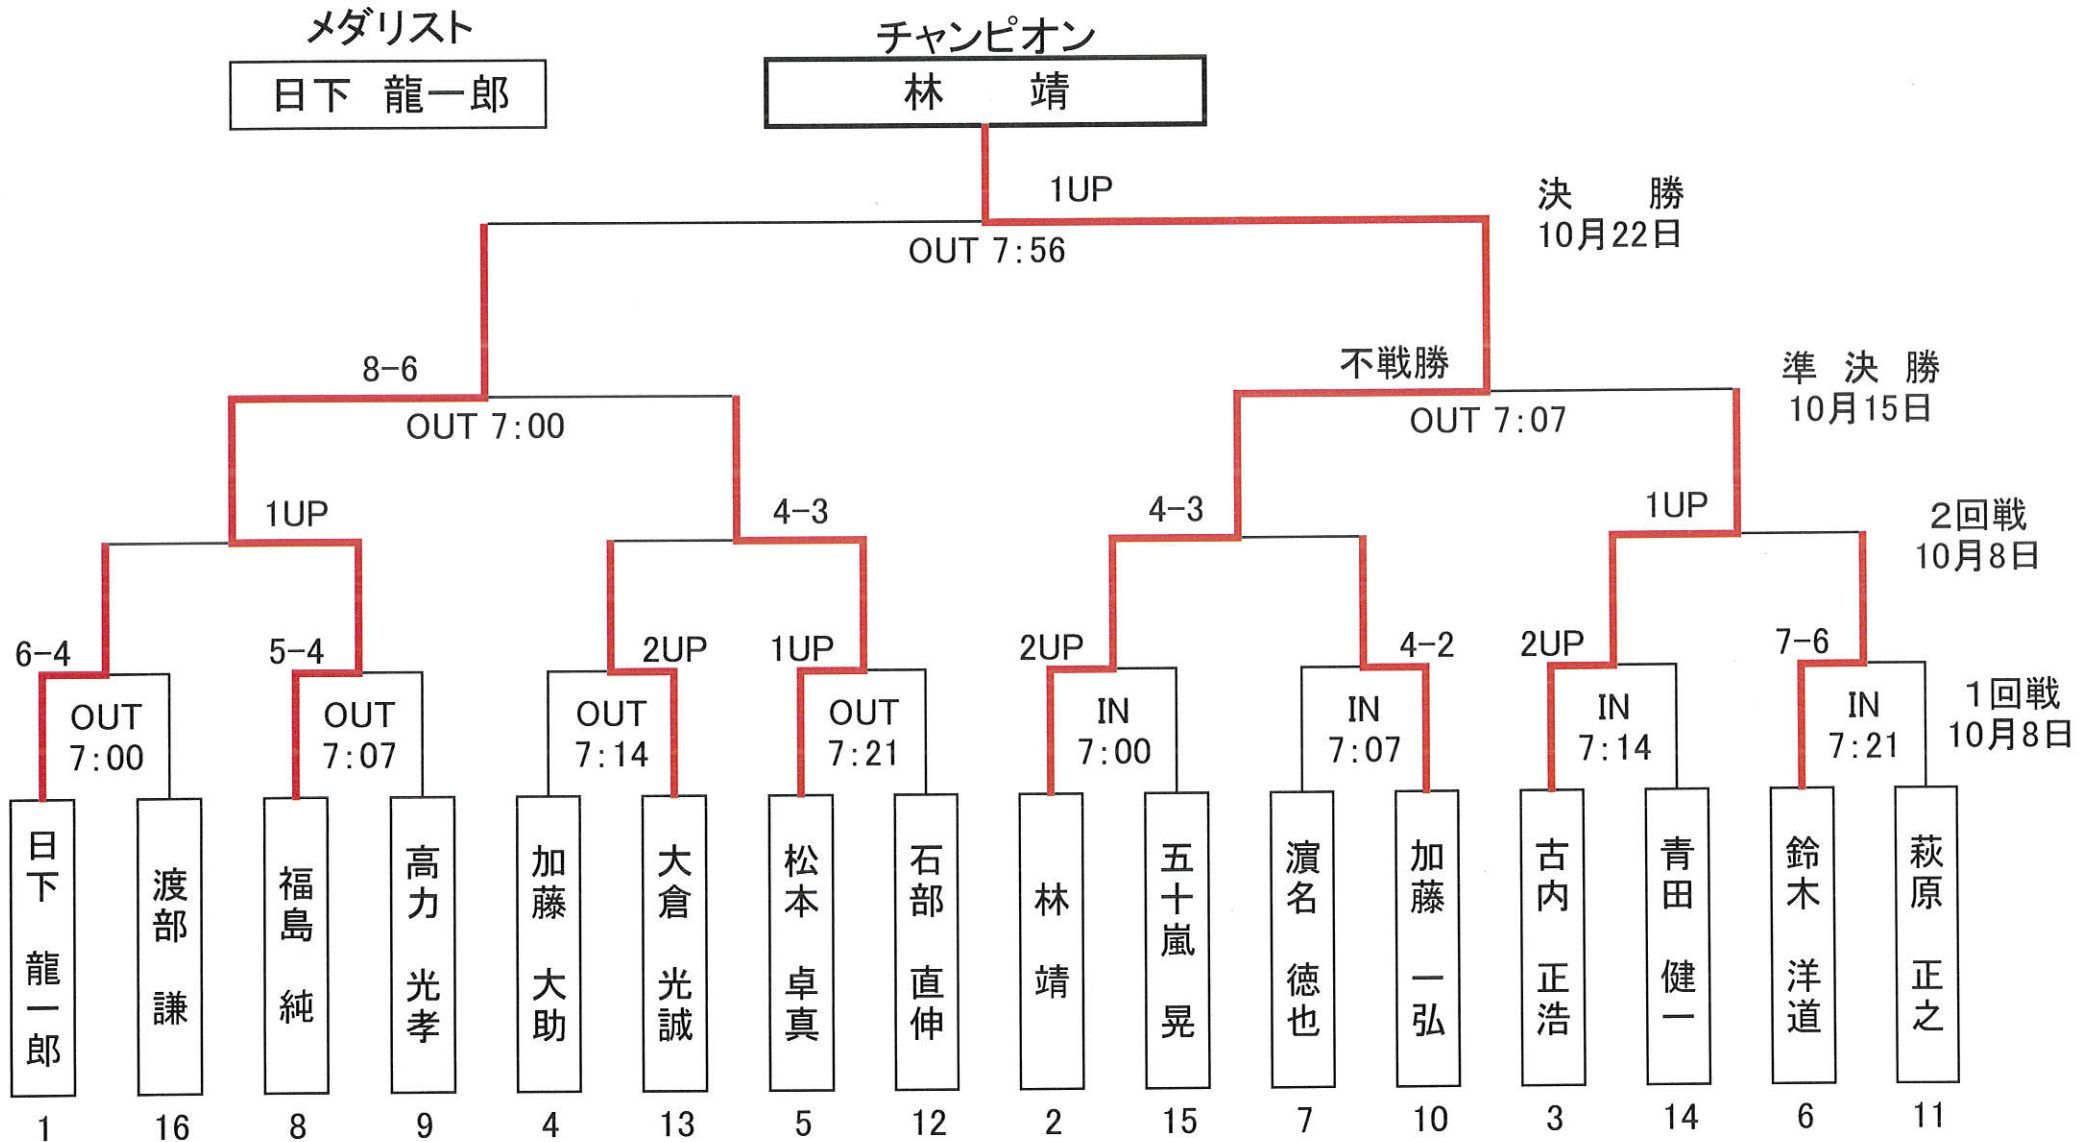 メダリスト
チャンピオン
日下 龍一郎
林 靖
1UP
決 勝
10月22日
OUT 7:56
8-6
不戦勝
準 決 勝
10月15日
OUT 7:00
OUT 7:07
1UP
4-3
4-3
1UP
2回戦
10月8日
6-4
5-4
2UP
1UP
2UP
4-2
2UP
7-6
1回戦
10月8日
OUT
7:00
OUT
7:07
OUT
7:14
OUT
7:21
IN
7:00
IN
7:07
IN
7:14
IN
7:21
日下 龍一郎
渡部 謙
福島 純
高力 光孝
加藤 大助
大倉 光誠
松本 卓真
石部 直伸
林 靖
五十嵐 晃
濵名 徳也
加藤 一弘
古内 正浩
青田 健一
鈴木 洋道
萩原 正之
1
16
8
9
4
13
5
12
2
15
7
10
3
14
6
11